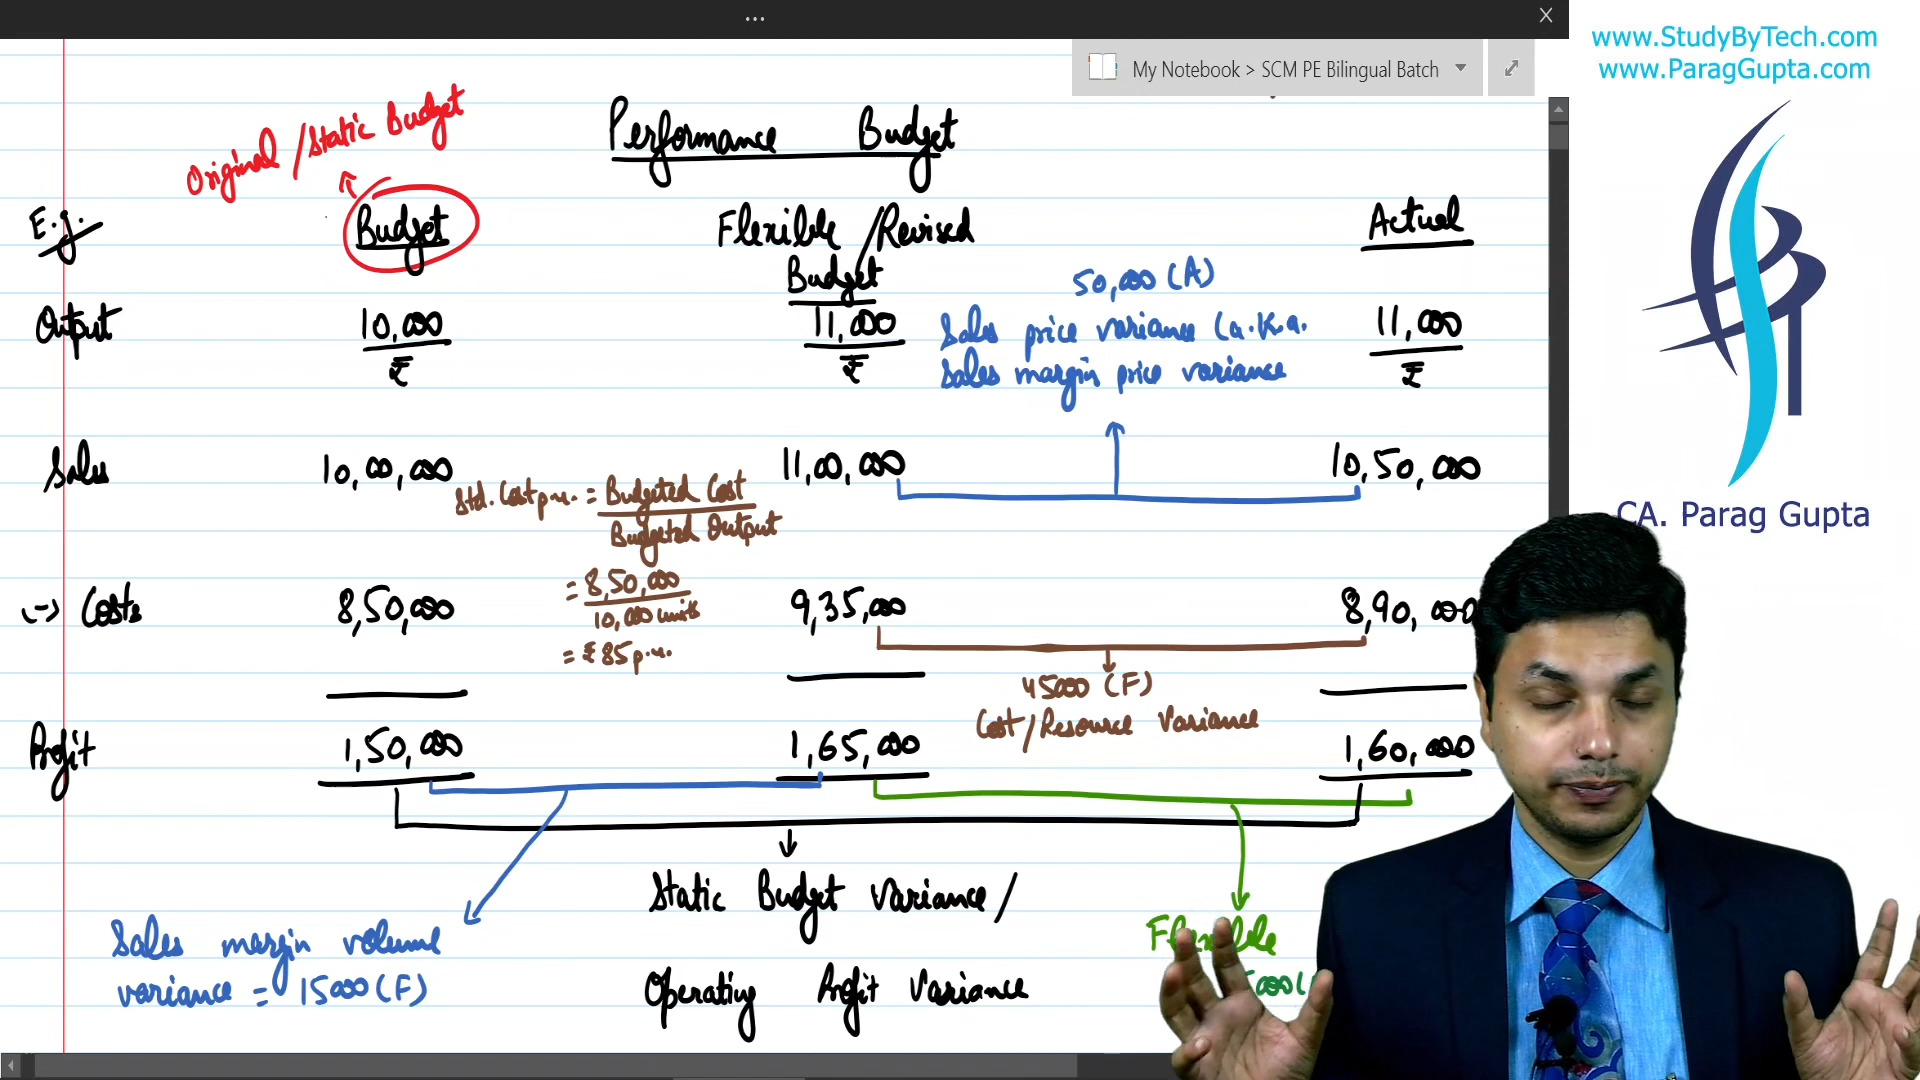 ...
X
www.StudyByTech.com
www.ParagGupta.com
My Notebook > SCM PE Bilingual Batch
Original / Static Budget
Performance Budget
E.g.
Budget
Flexible / Revised
Budget
Actual
50,000 (A)
Output
10,000
11,000
Sales price variance (a.k.a.
11,000
₹
₹
Sales margin price variance
₹
Sales
10,00,000
11,00,000
10,50,000
Std. Cost p.u. = Budgeted Cost
Budgeted Output
CA. Parag Gupta
= 8,50,000
10,000 units
= ₹85 p.u.
(-) Costs
8,50,000
9,35,000
8,90,000
45000 (F)
Cost/Resource Variance
Profit
1,50,000
1,65,000
1,60,000
Static Budget Variance/
Operating Profit Variance
Sales margin volume
variance = 15000 (F)
Flexible